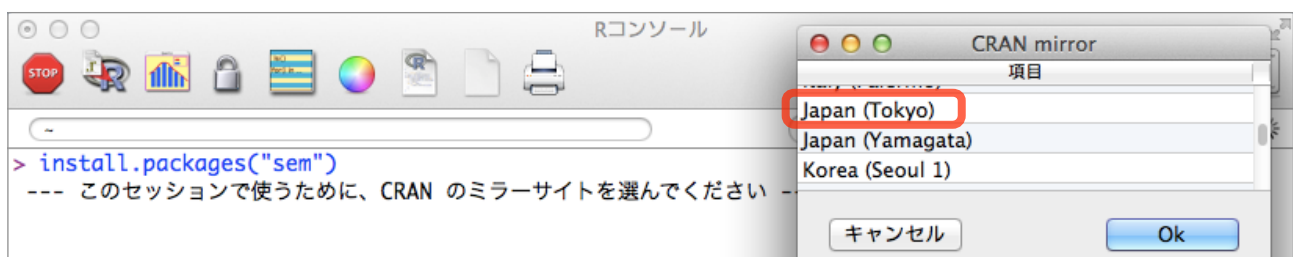 Rコンソール
CRAN mirror
STOP
項目
Japan (Tokyo)
~
Japan (Yamagata)
> install.packages("sem")
Korea (Seoul 1)
--- このセッションで使うために、CRAN のミラーサイトを選んでください -
キャンセル
Ok